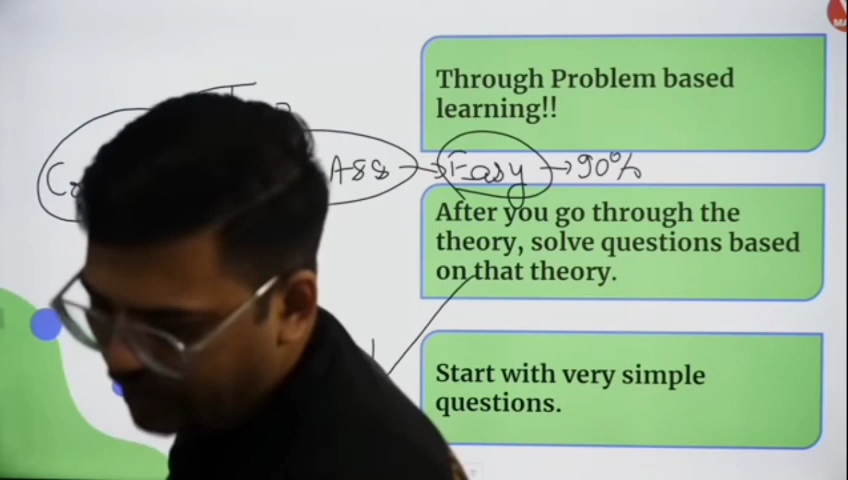 Through Problem based
learning!!
Ass → Easy → 90%
After you go through the
theory, solve questions based
on that theory.
Start with very simple
questions.